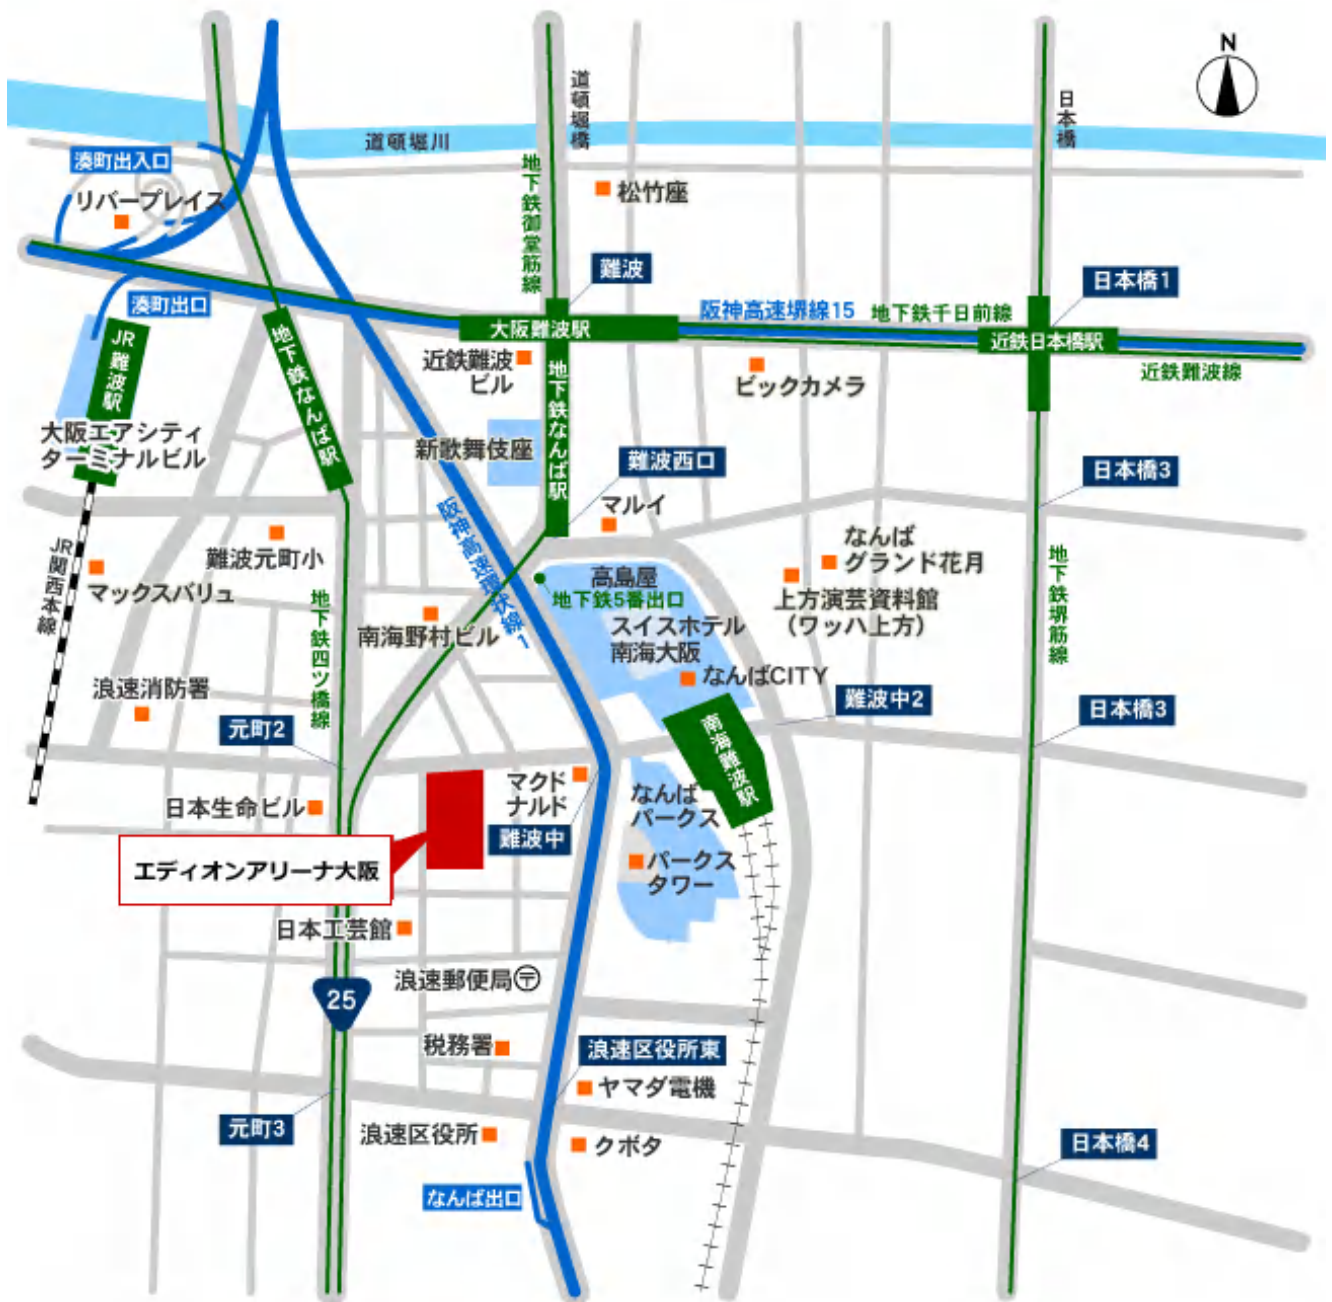 N
道頓堀橋
日本橋
道頓堀川
湊町出入口
リバープレイス
地下鉄御堂筋線
松竹座
難波
日本橋1
湊町出口
阪神高速堺線15
地下鉄千日前線
大阪難波駅
近鉄日本橋駅
近鉄難波線
JR難波駅
地下鉄なんば駅
近鉄難波
ビル
地下鉄なんば駅
ビックカメラ
大阪エアシティ
ターミナルビル
新歌舞伎座
難波西口
日本橋3
阪神高速環状線1
マルイ
JR関西本線
難波元町小
なんば
グランド花月
マックスバリュ
高島屋
地下鉄5番出口
上方演芸資料館
(ワッハ上方)
地下鉄堺筋線
地下鉄四ツ橋線
南海野村ビル
スイスホテル
南海大阪
なんばCITY
浪速消防署
元町2
難波中2
日本橋3
南海難波駅
マクド
ナルド
なんば
パークス
日本生命ビル
難波中
エディオンアリーナ大阪
パークス
タワー
日本工芸館
浪速郵便局〒
25
税務署
浪速区役所東
ヤマダ電機
元町3
浪速区役所
クボタ
日本橋4
なんば出口